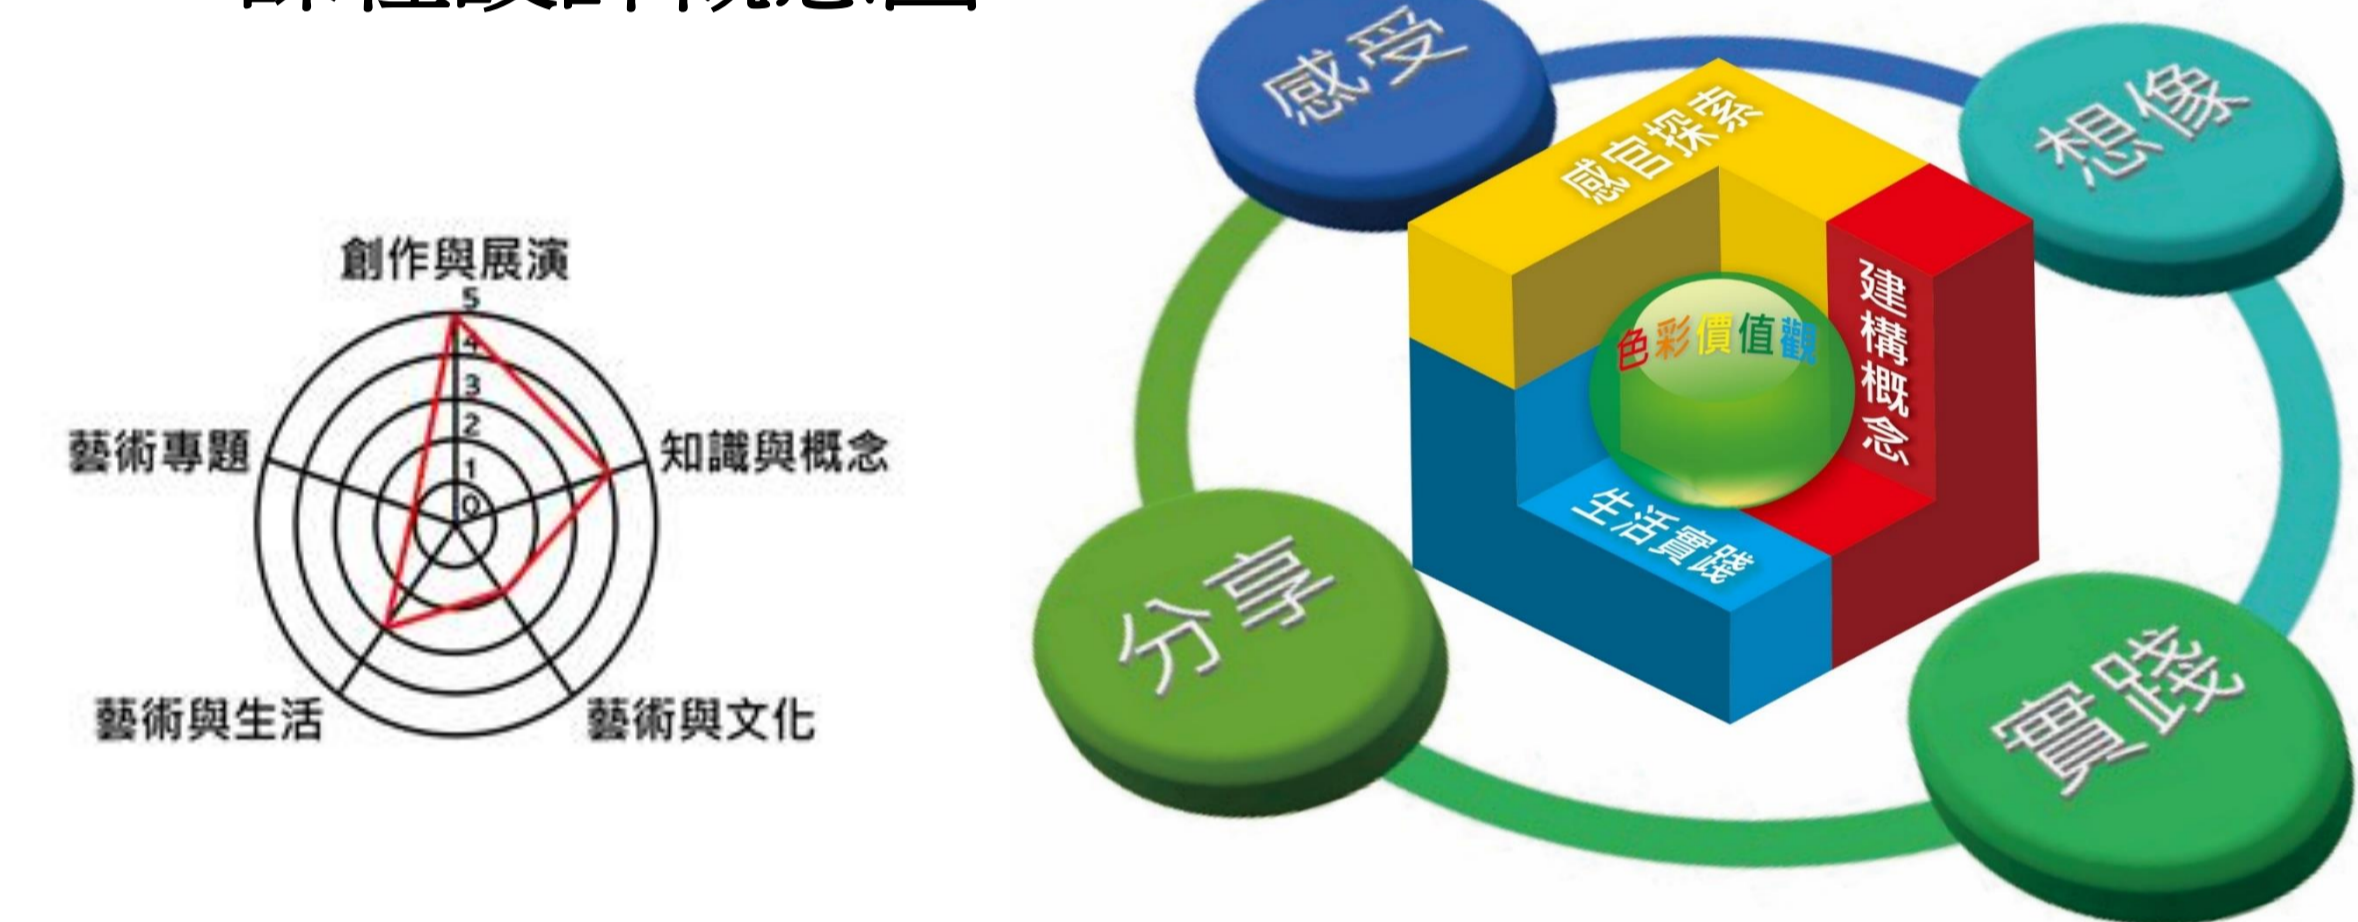 創作與展演
5
4
3
2
1
0
藝術專題
知識與概念
藝術與生活
藝術與文化
感受
想像
感官探索
建構概念
色彩價值觀
生活實踐
分享
實踐